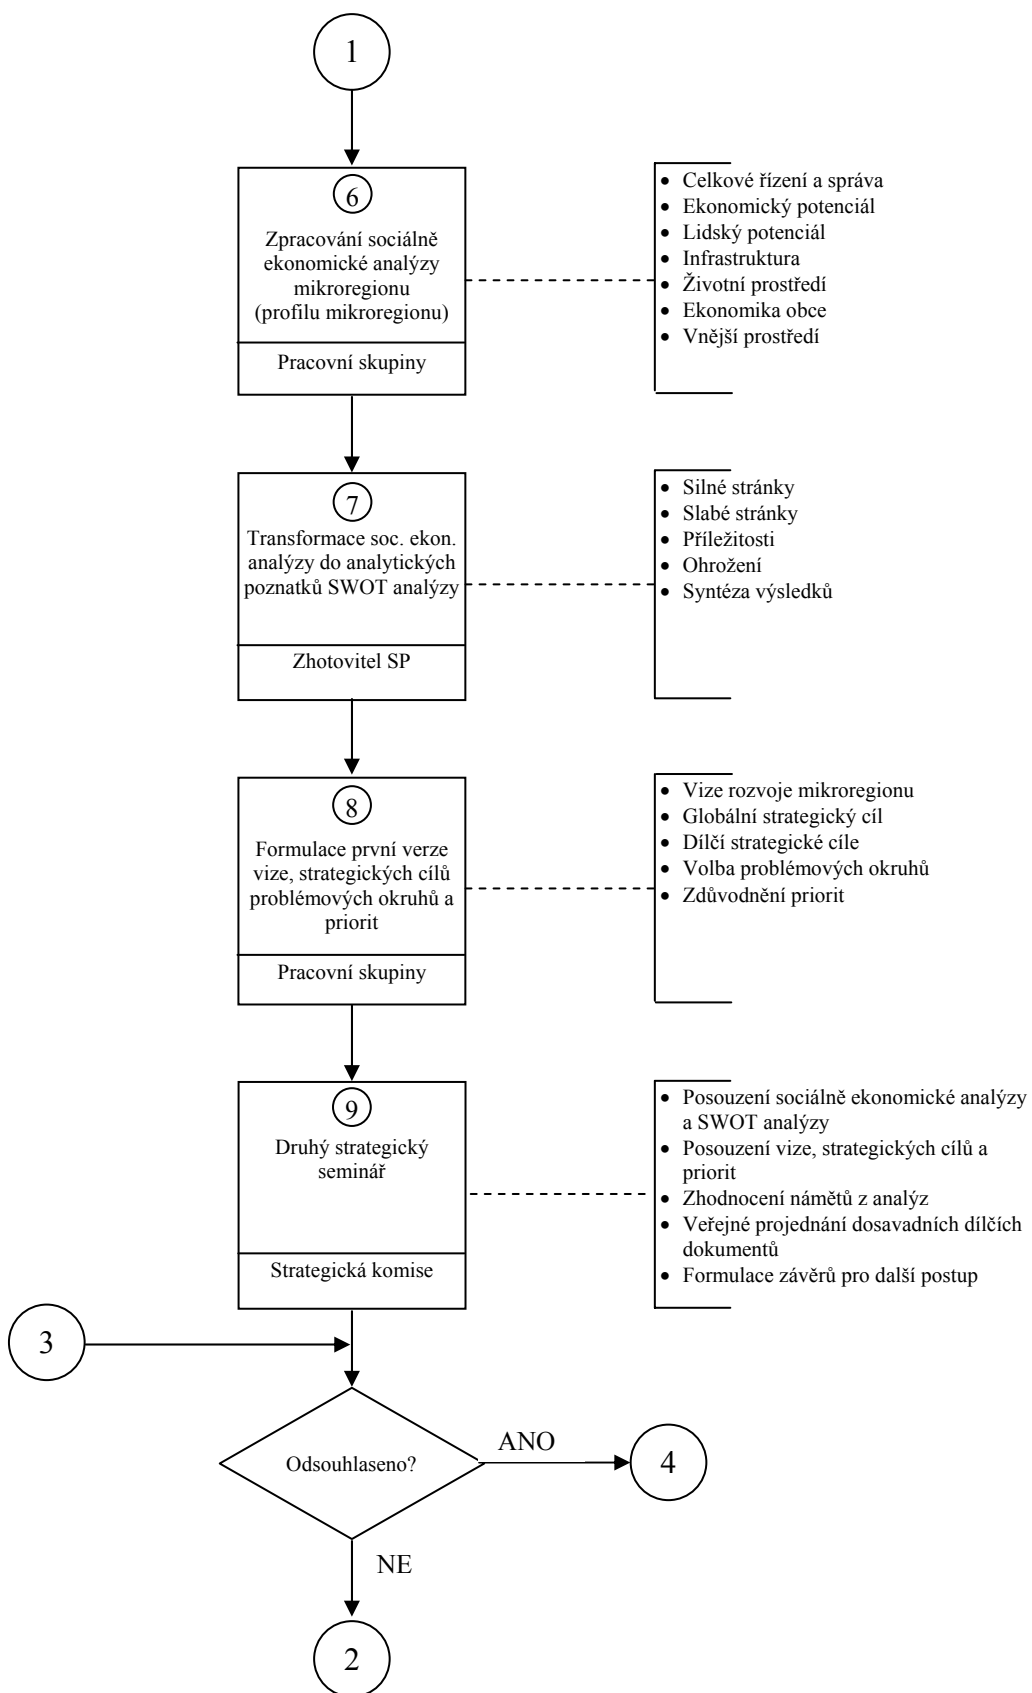 1
6
Zpracování sociálně
ekonomické analýzy
mikroregionu
(profilu mikroregionu)
Pracovní skupiny
• Celkové řízení a správa
• Ekonomický potenciál
• Lidský potenciál
• Infrastruktura
• Životní prostředí
• Ekonomika obce
• Vnější prostředí
7
Transformace soc. ekon.
analýzy do analytických
poznatků SWOT analýzy
Zhotovitel SP
• Silné stránky
• Slabé stránky
• Příležitosti
• Ohrožení
• Syntéza výsledků
8
Formulace první verze
vize, strategických cílů
problémových okruhů a
priorit
Pracovní skupiny
• Vize rozvoje mikroregionu
• Globální strategický cíl
• Dílčí strategické cíle
• Volba problémových okruhů
• Zdůvodnění priorit
9
Druhý strategický
seminář
Strategická komise
• Posouzení sociálně ekonomické analýzy
a SWOT analýzy
• Posouzení vize, strategických cílů a
priorit
• Zhodnocení námětů z analýz
• Veřejné projednání dosavadních dílčích
dokumentů
• Formulace závěrů pro další postup
3
Odsouhlaseno?
ANO
4
NE
2